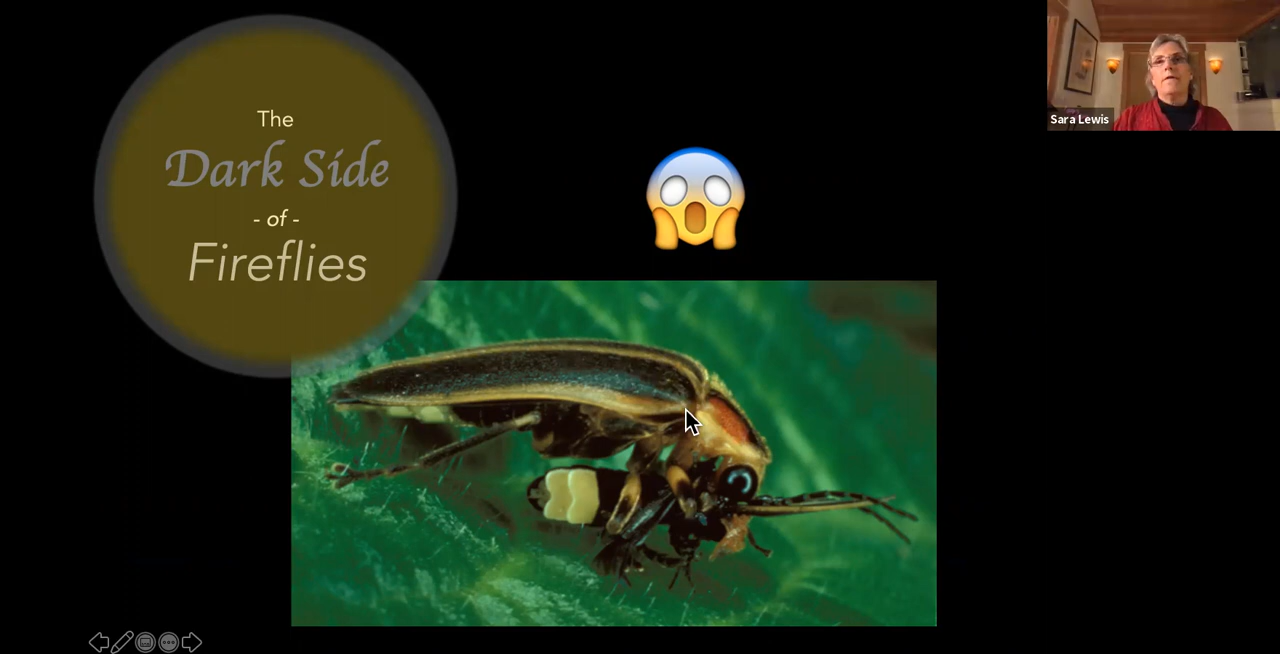 The
Dark Side
- of -
Fireflies
Sara Lewis